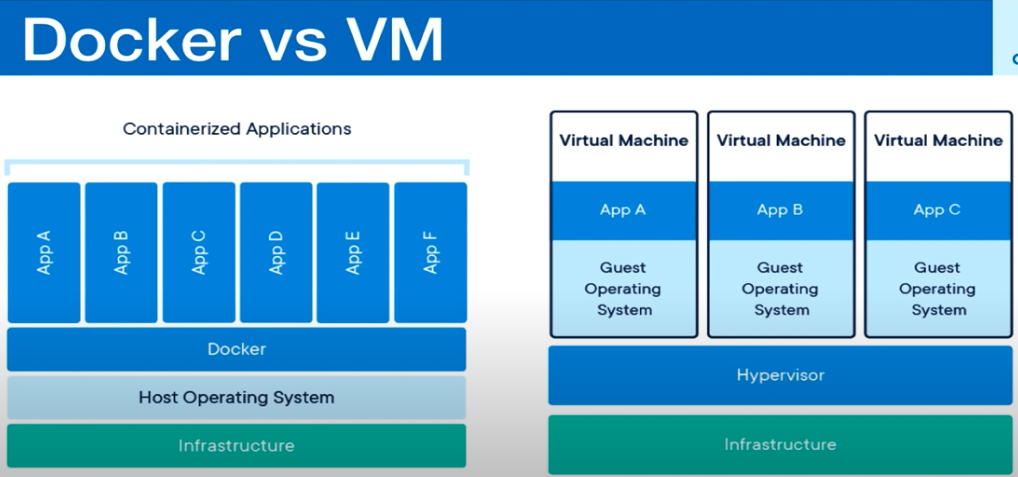 Docker vs VM
Containerized Applications
App A
App B
App C
App D
App E
App F
Docker
Host Operating System
Infrastructure
Virtual Machine
App A
Guest
Operating
System
Virtual Machine
App B
Guest
Operating
System
Virtual Machine
App C
Guest
Operating
System
Hypervisor
Infrastructure